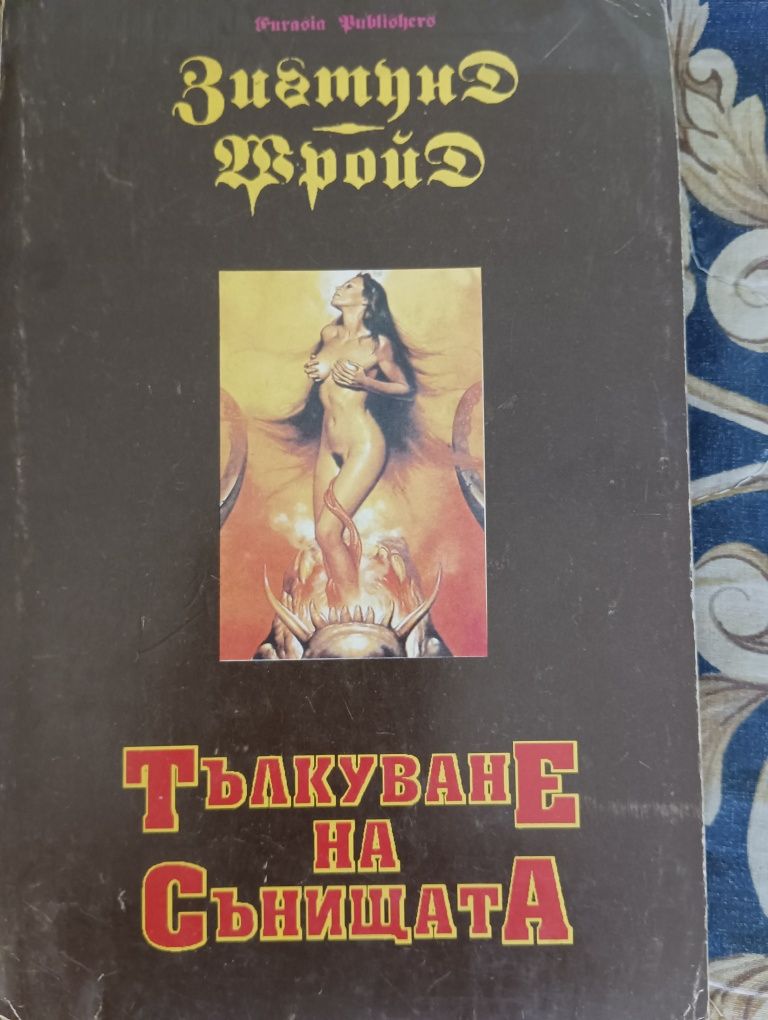 Eurasia Publishers
Зигмунд
Фройд
Тълкуване
на
Сънищата